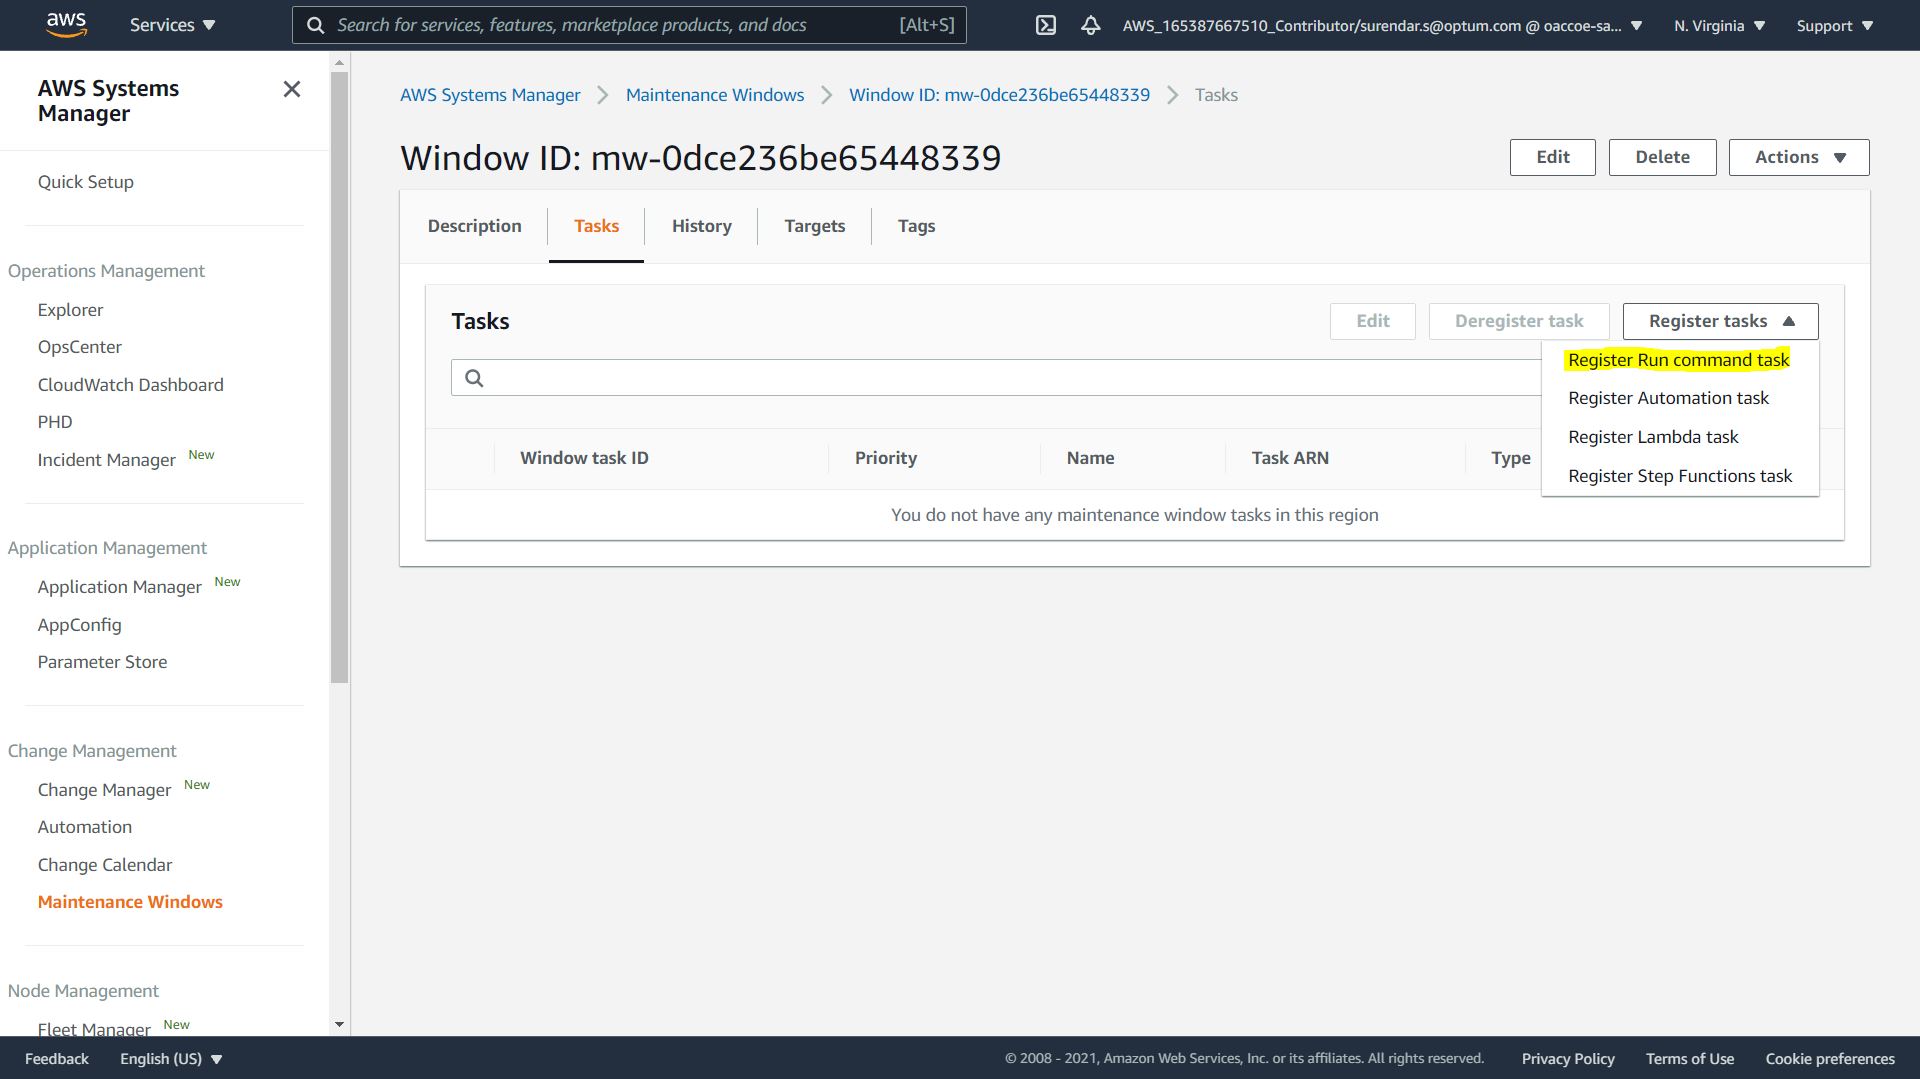 aws
Services
Search for services, features, marketplace products, and docs
[Alt+S]
AWS_165387667510_Contributor/surendar.s@optum.com @ oaccoe-sa...
N. Virginia
Support
AWS Systems
Manager
Quick Setup
Operations Management
Explorer
OpsCenter
CloudWatch Dashboard
PHD
Incident Manager New
Application Management
Application Manager New
AppConfig
Parameter Store
Change Management
Change Manager New
Automation
Change Calendar
Maintenance Windows
Node Management
Fleet Manager New
AWS Systems Manager
Maintenance Windows
Window ID: mw-0dce236be65448339
Tasks
Window ID: mw-0dce236be65448339
Edit
Delete
Actions
Description
Tasks
History
Targets
Tags
Tasks
Edit
Deregister task
Register tasks
Register Run command task
Register Automation task
Register Lambda task
Register Step Functions task
Window task ID
Priority
Name
Task ARN
Type
You do not have any maintenance window tasks in this region
Feedback
English (US)
© 2008 - 2021, Amazon Web Services, Inc. or its affiliates. All rights reserved.
Privacy Policy
Terms of Use
Cookie preferences